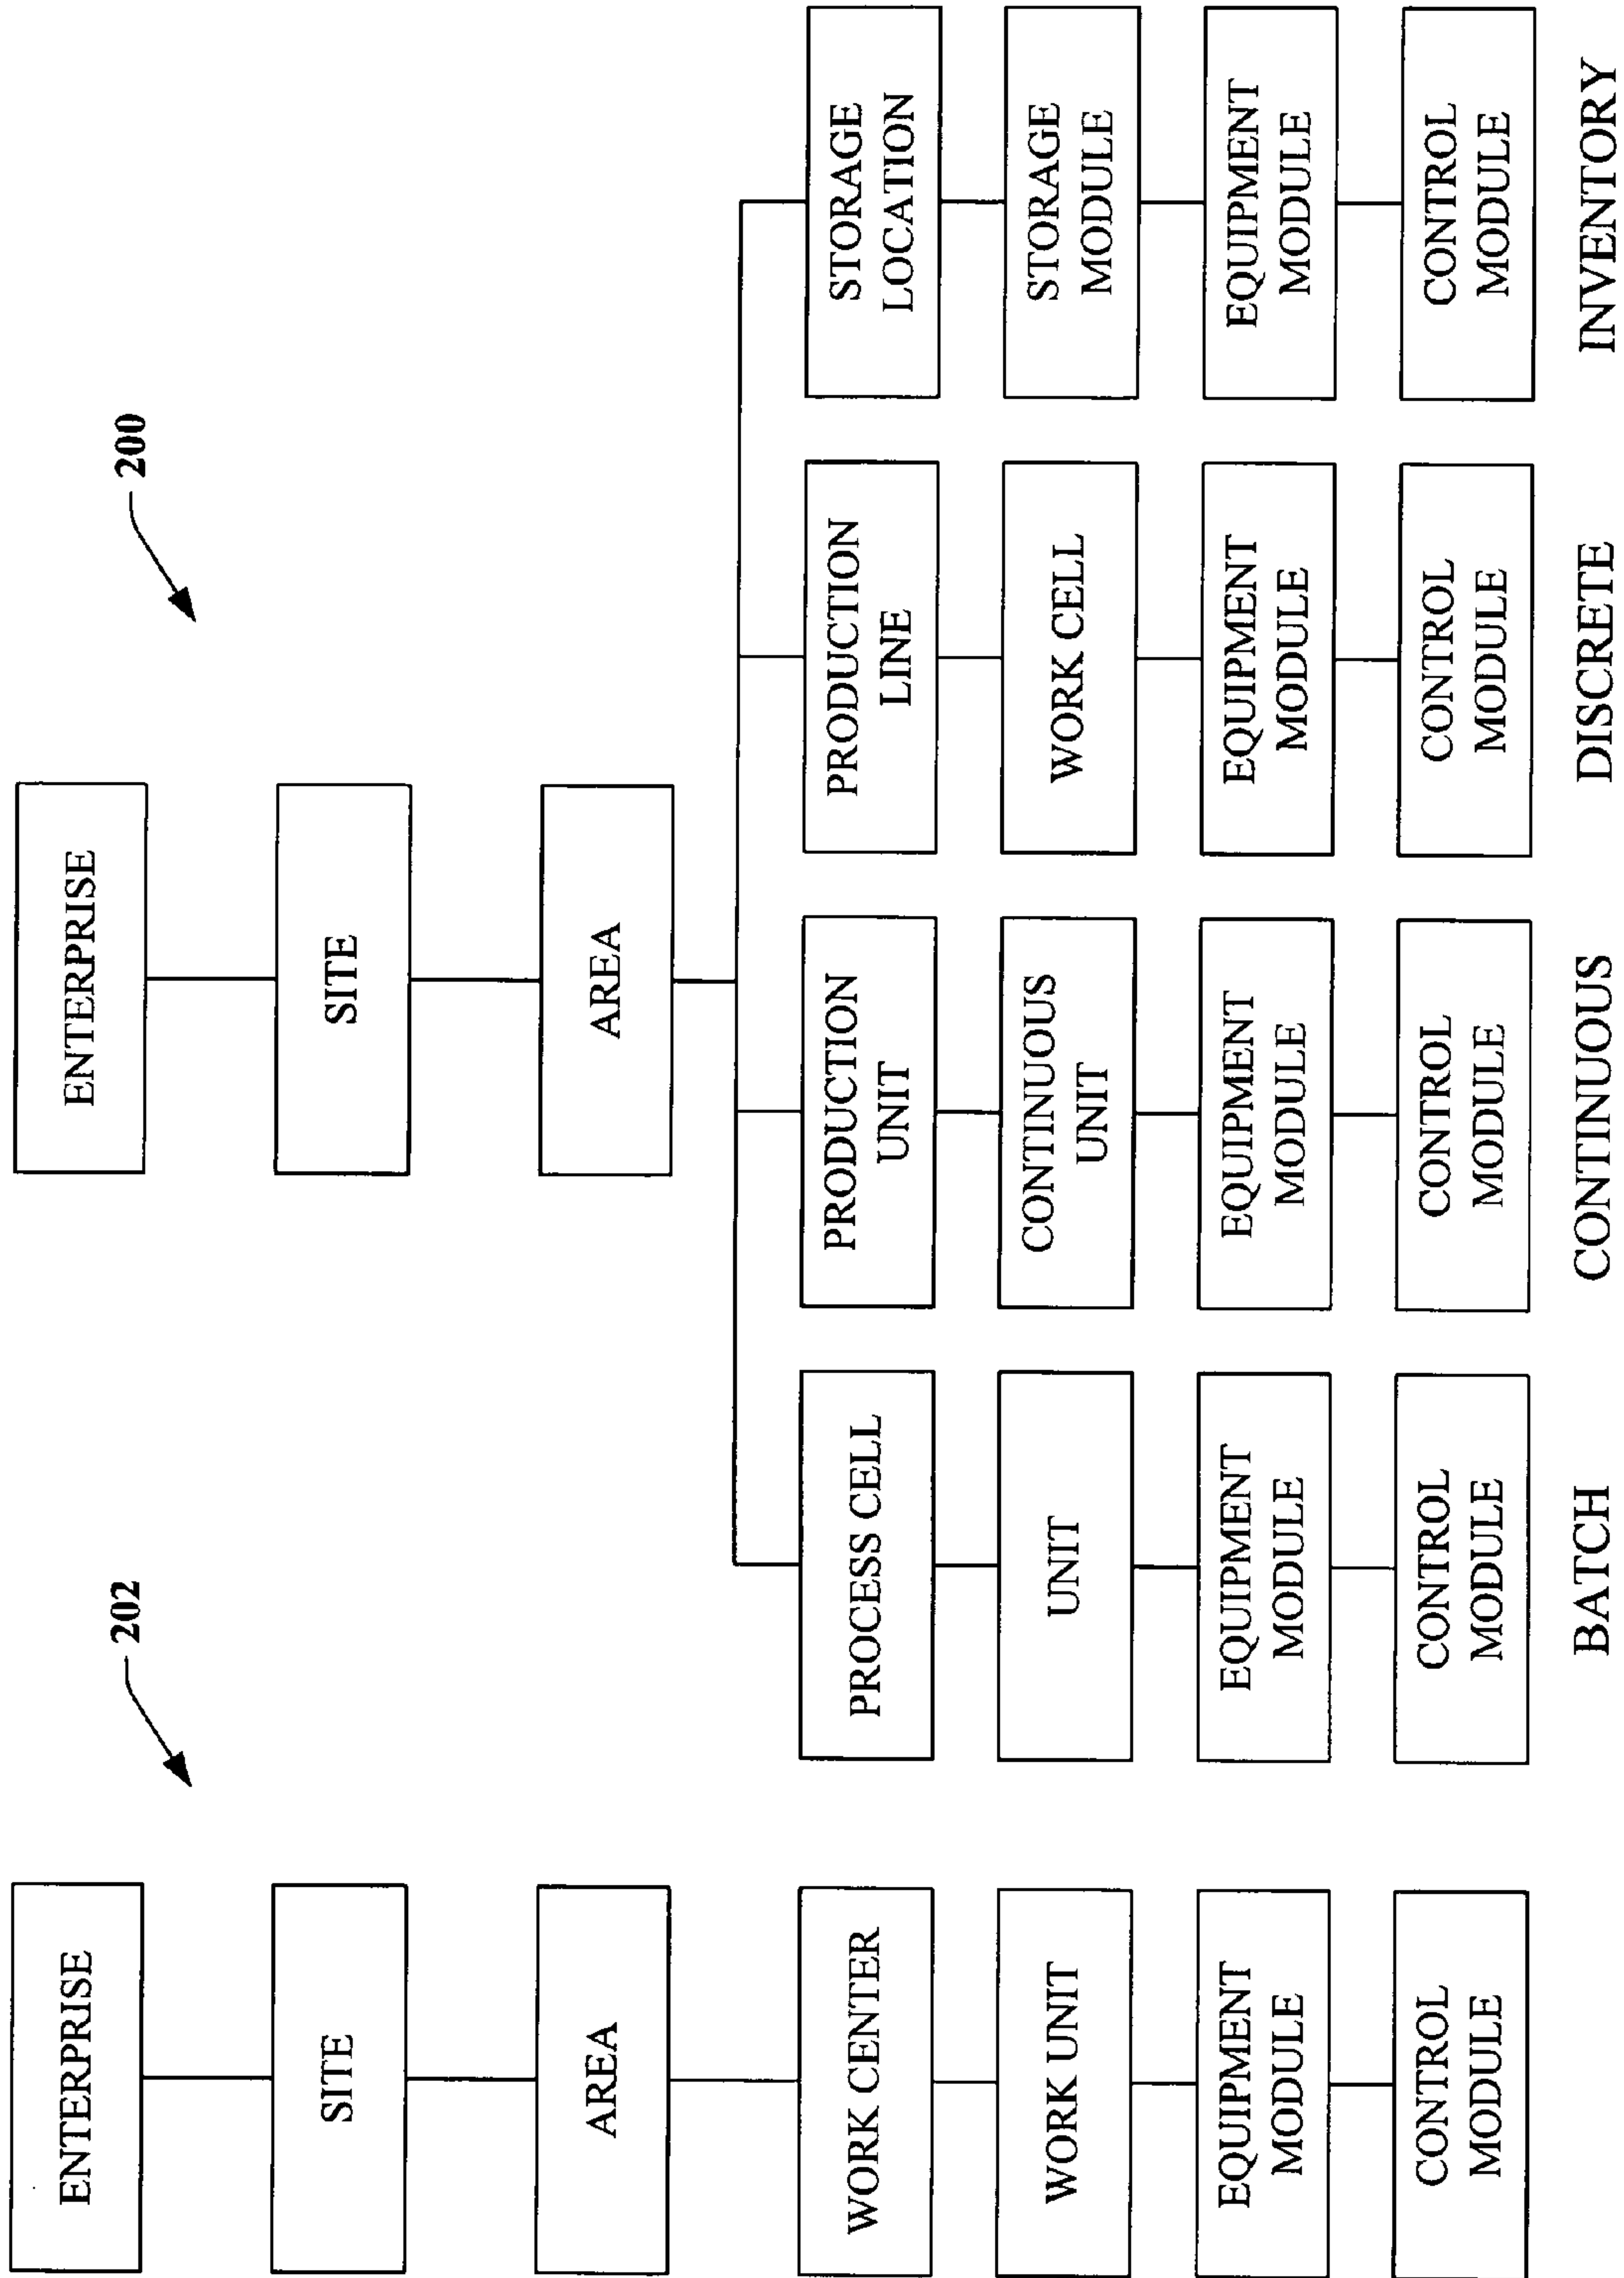 202
ENTERPRISE
SITE
AREA
WORK CENTER
WORK UNIT
EQUIPMENT
MODULE
CONTROL
MODULE
200
ENTERPRISE
SITE
AREA
PROCESS CELL
UNIT
EQUIPMENT
MODULE
CONTROL
MODULE
BATCH
PRODUCTION
UNIT
CONTINUOUS
UNIT
EQUIPMENT
MODULE
CONTROL
MODULE
CONTINUOUS
PRODUCTION
LINE
WORK CELL
EQUIPMENT
MODULE
CONTROL
MODULE
DISCRETE
STORAGE
LOCATION
STORAGE
MODULE
EQUIPMENT
MODULE
CONTROL
MODULE
INVENTORY